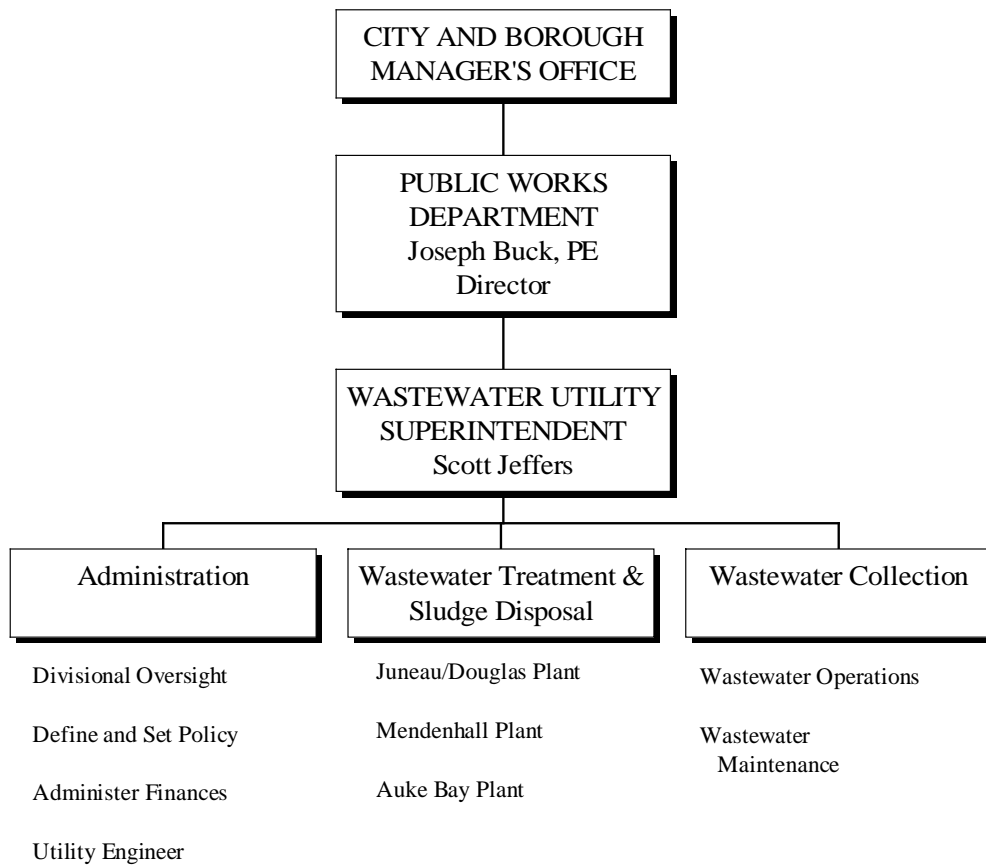 CITY AND BOROUGH
MANAGER'S OFFICE
PUBLIC WORKS
DEPARTMENT
Joseph Buck, PE
Director
WASTEWATER UTILITY
SUPERINTENDENT
Scott Jeffers
Administration
Divisional Oversight
Define and Set Policy
Administer Finances
Utility Engineer
Wastewater Treatment &
Sludge Disposal
Juneau/Douglas Plant
Mendenhall Plant
Auke Bay Plant
Wastewater Collection
Wastewater Operations
Wastewater
Maintenance